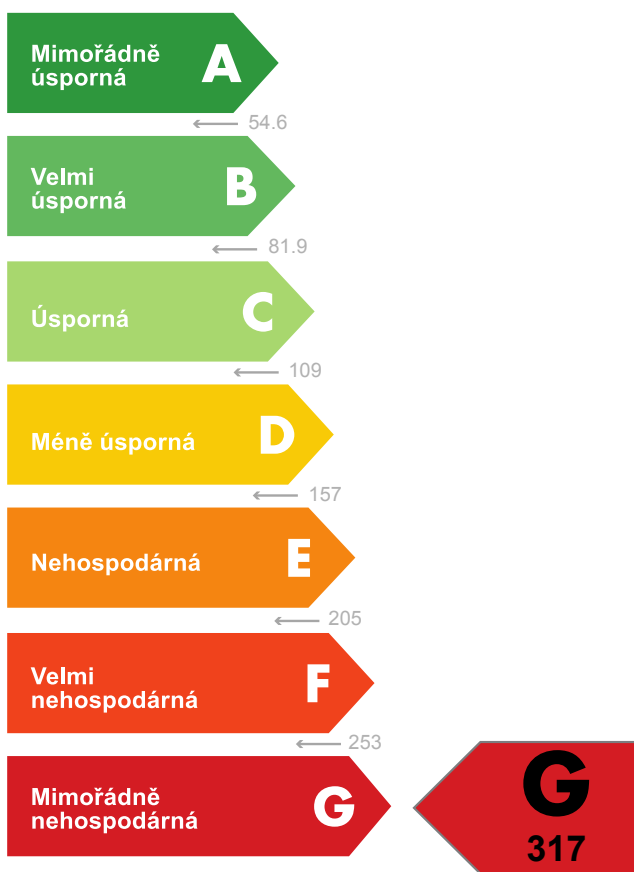 Mimořádně
úsporná
A
← 54.6
Velmi
úsporná
B
← 81.9
Úsporná C
← 109
Méně úsporná D
← 157
Nehospodárná E
← 205
Velmi
nehospodárná
F
← 253
Mimořádně
nehospodárná
G
G
317